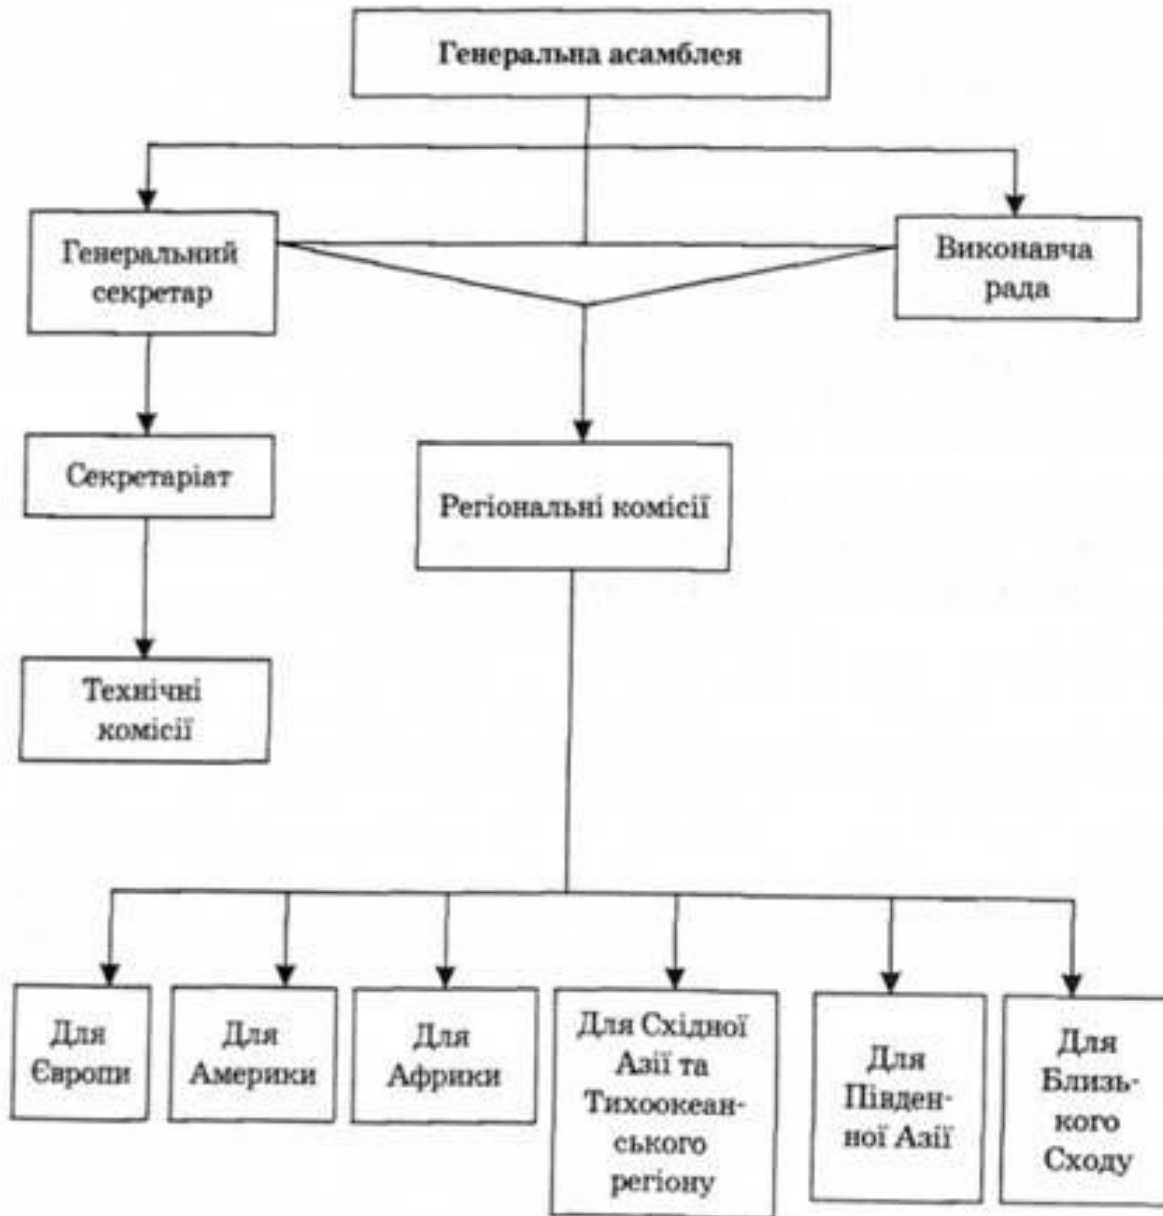 Генеральна асамблея
Генеральний
секретар
Виконавча
рада
Секретаріат
Регіональні комісії
Технічні
комісії
Для
Європи
Для
Америки
Для
Африки
Для Східної
Азії та
Тихоокеан-
ського
регіону
Для
Півден-
ної Азії
Для
Близь-
кого
Сходу